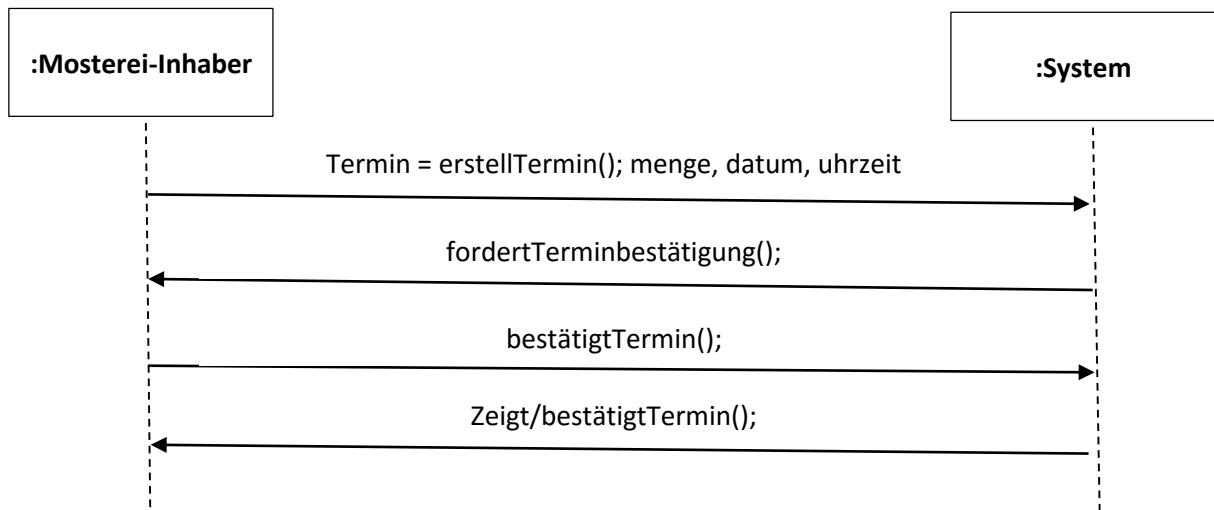 :Mosterei-Inhaber
:System
Termin = erstellTermin(); menge, datum, uhrzeit
fordertTerminbestätigung();
bestätigtTermin();
Zeigt/bestätigtTermin();